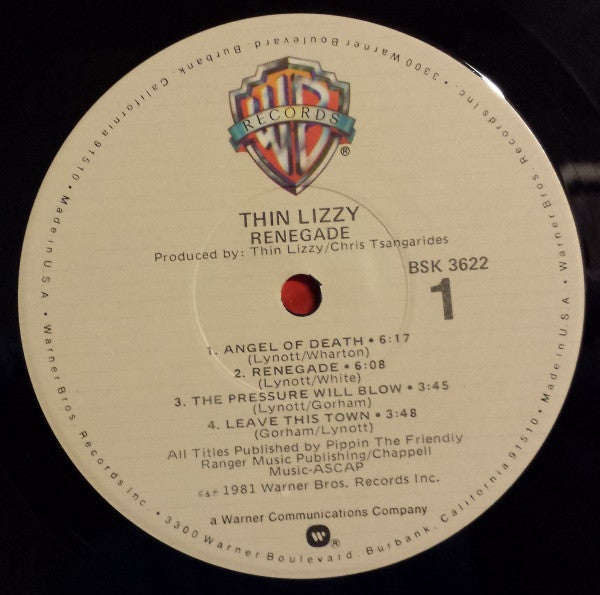 WB
RECORDS
®
THIN LIZZY
RENEGADE
Produced by: Thin Lizzy/Chris Tsangarides
BSK 3622
1
1. ANGEL OF DEATH • 6:17
(Lynott/Wharton)
2. RENEGADE • 6:08
(Lynott/White)
3. THE PRESSURE WILL BLOW • 3:45
(Lynott/Gorham)
4. LEAVE THIS TOWN • 3:48
(Gorham/Lynott)
All Titles Published by Pippin The Friendly
Ranger Music Publishing/Chappell
Music-ASCAP
©&℗ 1981 Warner Bros. Records Inc.
a Warner Communications Company
®
• Warner Bros. Records Inc. • 3300 Warner Boulevard, Burbank, California 91510 • Made in U.S.A. • Warner Bros. Records Inc. • 3300 Warner Boulevard, Burbank, California 91510 • Made in U.S.A.